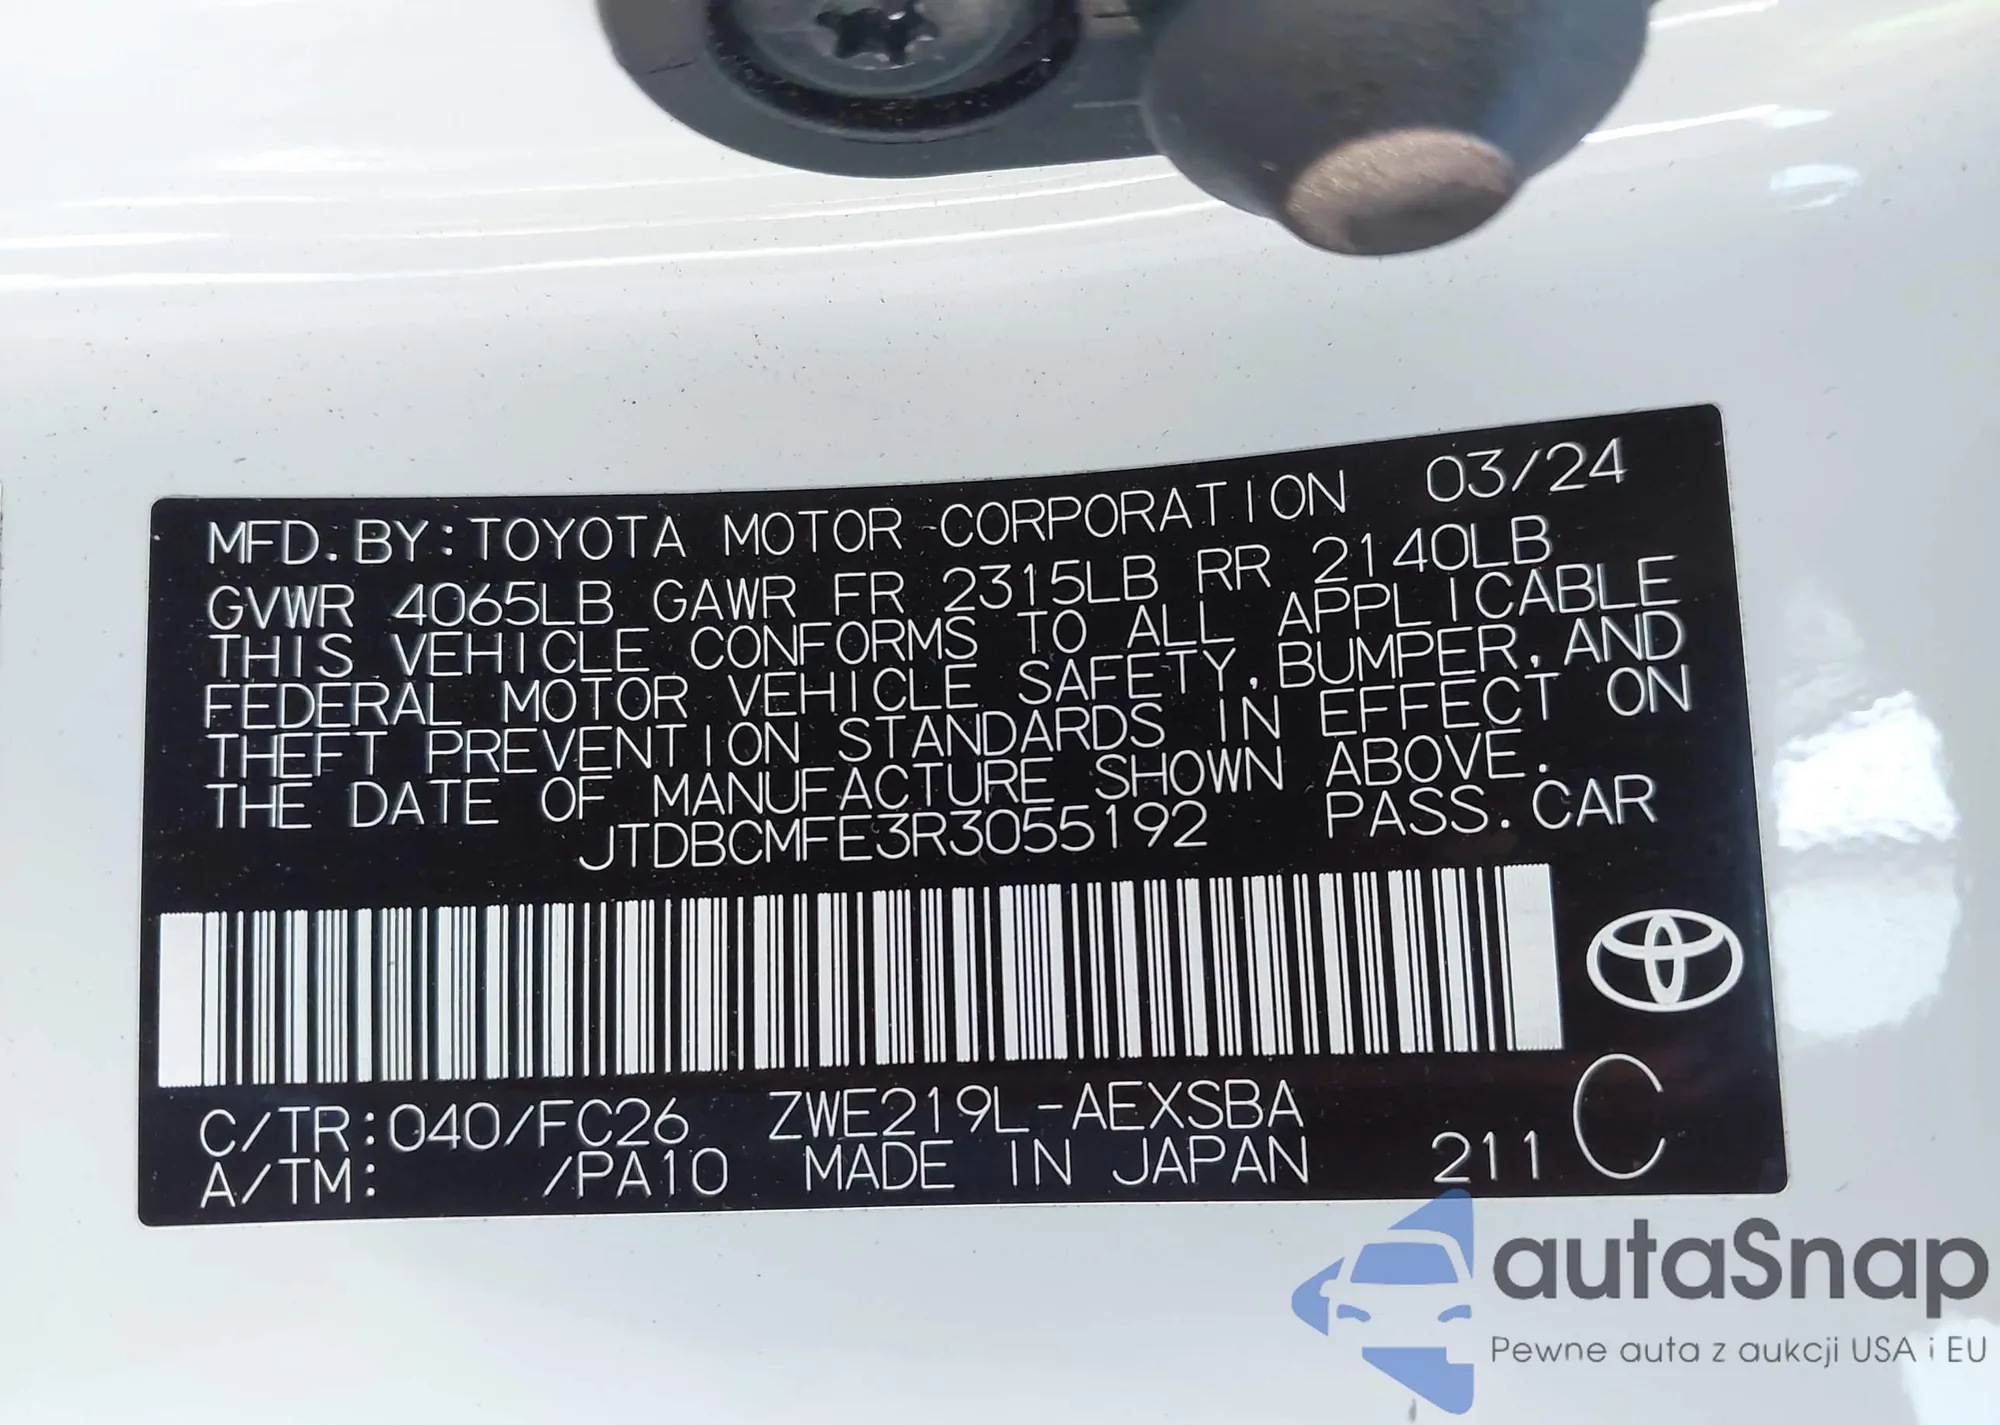 MFD. BY: TOYOTA MOTOR CORPORATION 03/24
GVWR 4065LB GAWR FR 2315LB RR 2140LB
THIS VEHICLE CONFORMS TO ALL APPLICABLE
FEDERAL MOTOR VEHICLE SAFETY, BUMPER, AND
THEFT PREVENTION STANDARDS IN EFFECT ON
THE DATE OF MANUFACTURE SHOWN ABOVE.
JTDBCMFE3R3055192 PASS. CAR
C/TR: 040/FC26 ZWE219L-AEXSBA
A/TM: /PA10 MADE IN JAPAN 211 C
autaSnap
Pewne auta z aukcji USA i EU